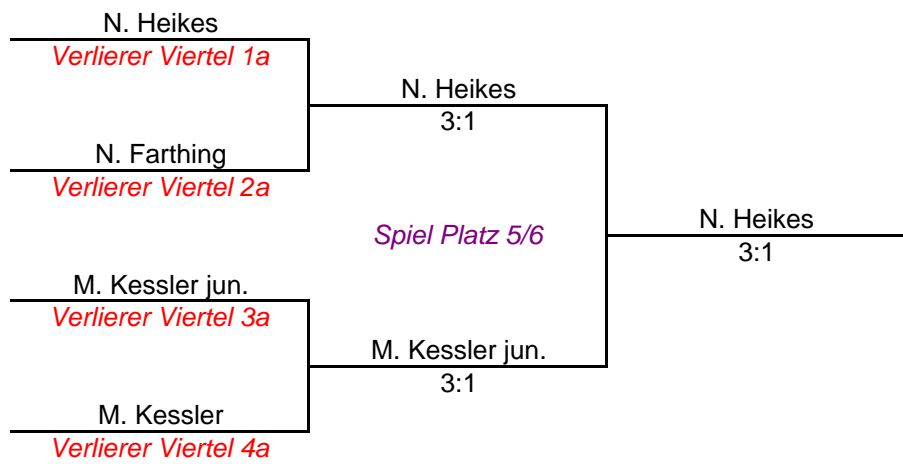 N. Heikes
Verlierer Viertel 1a
N. Heikes
3:1
N. Farthing
Verlierer Viertel 2a
Spiel Platz 5/6
N. Heikes
3:1
M. Kessler jun.
Verlierer Viertel 3a
M. Kessler jun.
3:1
M. Kessler
Verlierer Viertel 4a